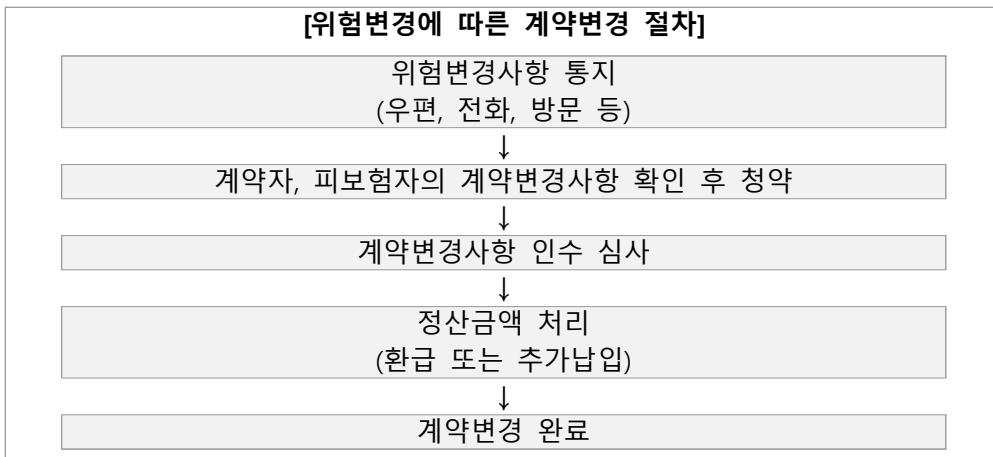 [위험변경에 따른 계약변경 절차]
위험변경사항 통지
(우편, 전화, 방문 등)
↓
계약자, 피보험자의 계약변경사항 확인 후 청약
↓
계약변경사항 인수 심사
↓
정산금액 처리
(환급 또는 추가납입)
↓
계약변경 완료